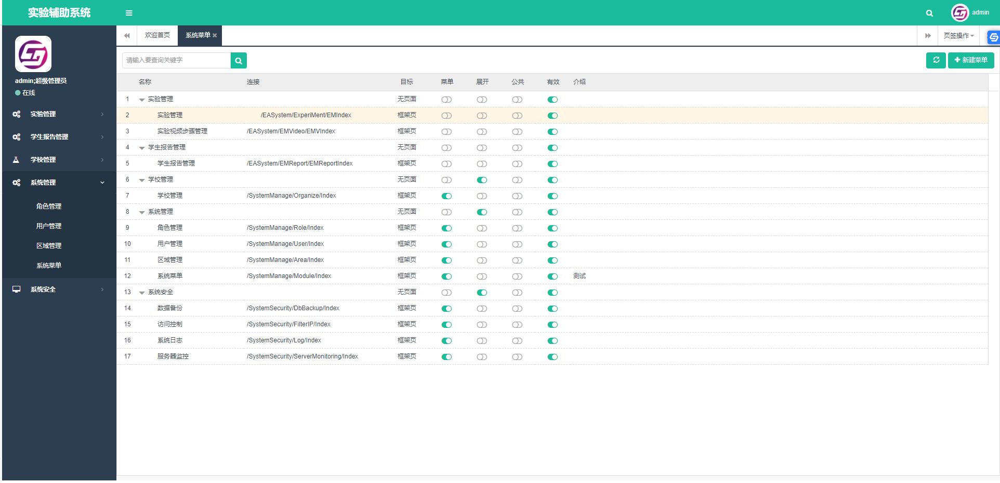 实验辅助系统
admin
欢迎首页 系统菜单
页签操作
admin;超级管理员
在线
实验管理
学生报告管理
学校管理
系统管理
角色管理
用户管理
区域管理
系统菜单
系统安全
请输入要查询关键字
新建菜单
名称 连接 目标 菜单 展开 公共 有效 介绍
1 实验管理 无页面
2 实验管理 /EASystem/ExperiMent/EMIndex 框架页
3 实验视频步骤管理 /EASystem/EMVideo/EMVIndex 框架页
4 学生报告管理 无页面
5 学生报告管理 /EASystem/EMReport/EMReportIndex 框架页
6 学校管理 无页面
7 学校管理 /SystemManage/Organize/Index 框架页
8 系统管理 无页面
9 角色管理 /SystemManage/Role/Index 框架页
10 用户管理 /SystemManage/User/Index 框架页
11 区域管理 /SystemManage/Area/Index 框架页
12 系统菜单 /SystemManage/Module/Index 框架页 测试
13 系统安全 无页面
14 数据备份 /SystemSecurity/DbBackup/Index 框架页
15 访问控制 /SystemSecurity/FilterIP/Index 框架页
16 系统日志 /SystemSecurity/Log/Index 框架页
17 服务器监控 /SystemSecurity/ServerMonitoring/Index 框架页